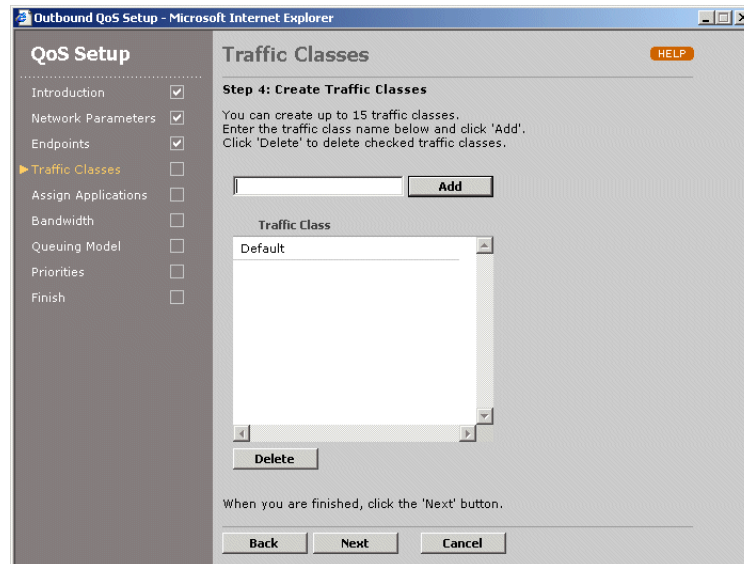 Outbound QoS Setup - Microsoft Internet Explorer
QoS Setup
Introduction
Network Parameters
Endpoints
Traffic Classes
Assign Applications
Bandwidth
Queuing Model
Priorities
Finish
Traffic Classes
HELP
Step 4: Create Traffic Classes
You can create up to 15 traffic classes.
Enter the traffic class name below and click 'Add'.
Click 'Delete' to delete checked traffic classes.
Add
Traffic Class
Default
Delete
When you are finished, click the 'Next' button.
Back
Next
Cancel